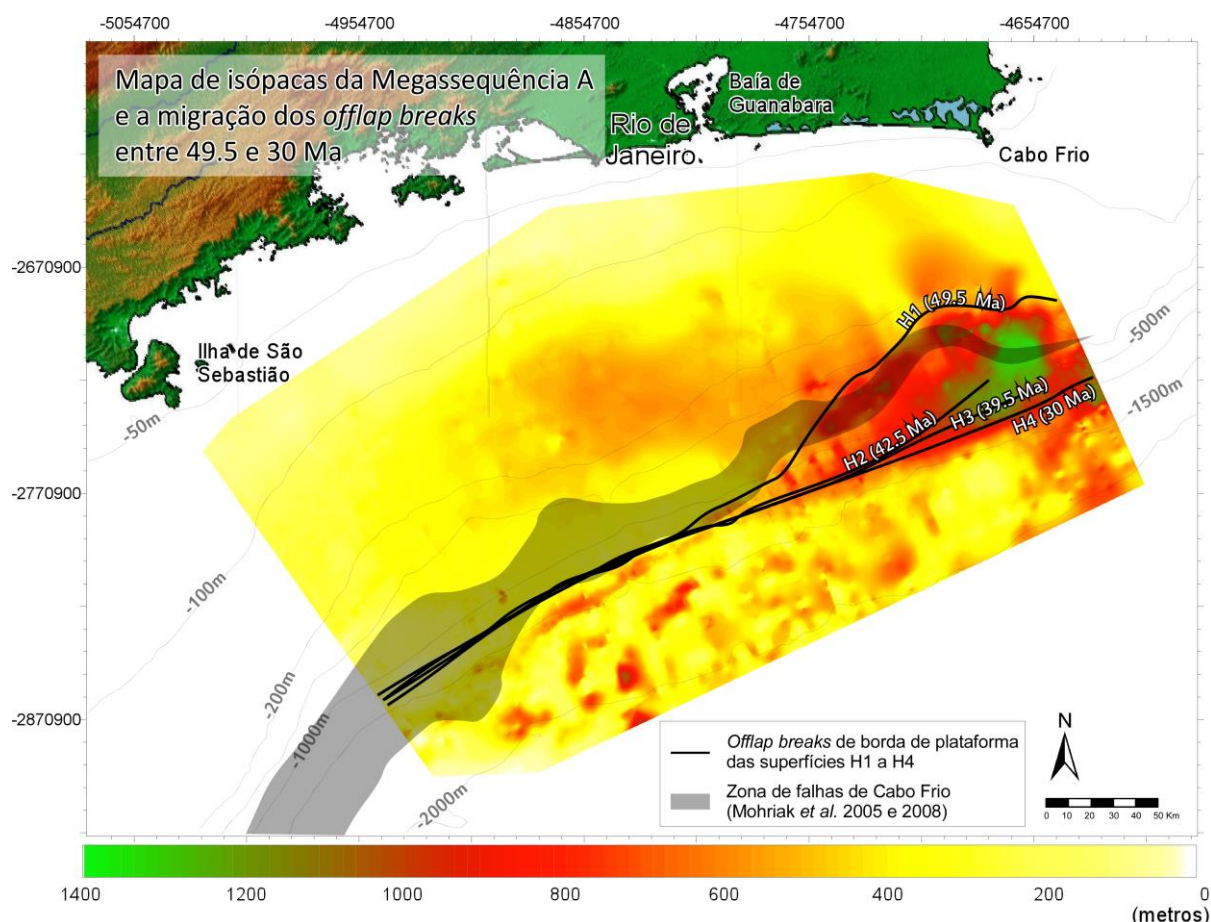 -5054700
-4954700
-4854700
-4754700
-4654700
Mapa de isópacas da Megassequência A
e a migração dos offlap breaks
entre 49.5 e 30 Ma
Baía de
Guanabara
Rio de
Janeiro
Cabo Frio
-2670900
H1 (49.5 Ma)
-500m
Ilha de São
Sebastião
-50m
-1500m
H3 (39.5 Ma)
H4 (30 Ma)
H2 (42.5 Ma)
-2770900
-100m
-200m
-1000m
-2870900
-2000m
Offlap breaks de borda de plataforma
das superfícies H1 a H4
Zona de falhas de Cabo Frio
(Mohriak et al. 2005 e 2008)
N
0 10 20 30 40 50 Km
1400 1200 1000 800 600 400 200 0
(metros)